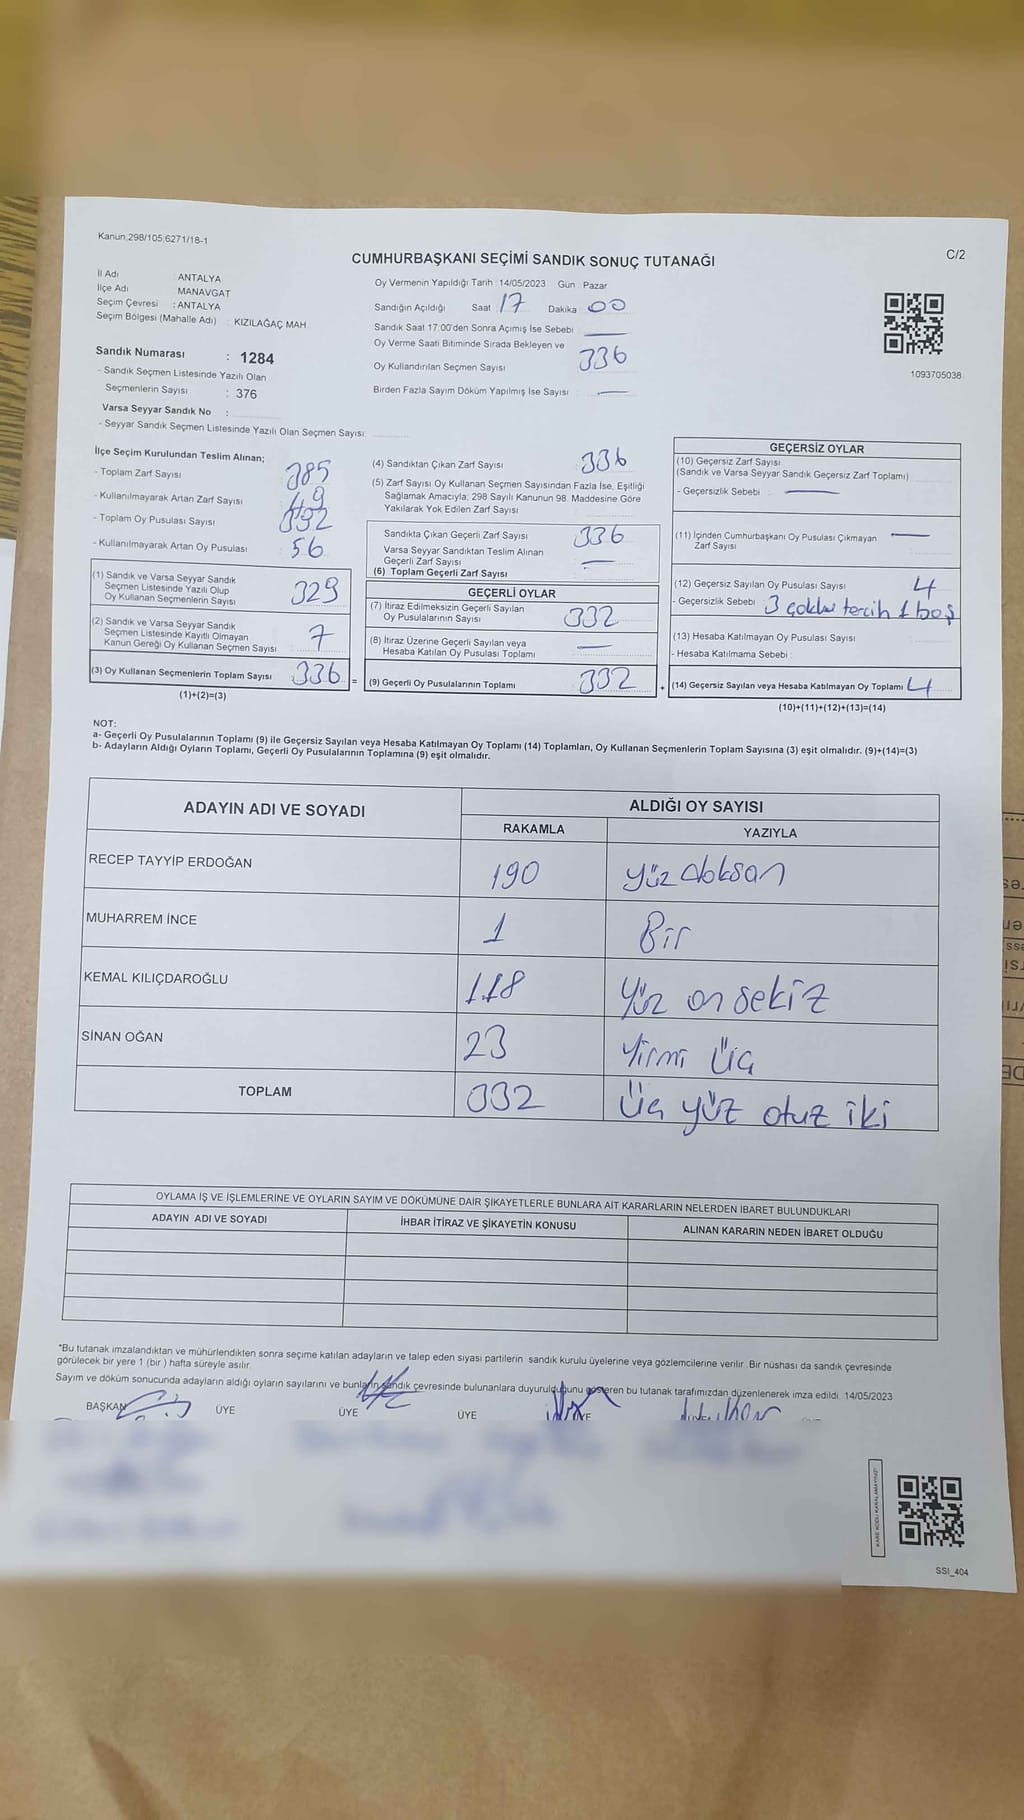 Kanun:298/105;6271/18-1
C/2
CUMHURBAŞKANI SEÇİMİ SANDIK SONUÇ TUTANAĞI
İl Adı ANTALYA
İlçe Adı MANAVGAT
Seçim Çevresi : ANTALYA
Seçim Bölgesi (Mahalle Adı) : KIZILAĞAÇ MAH.
Oy Vermenin Yapıldığı Tarih 14/05/2023 Gün : Pazar
Sandığın Açıldığı Saat 17 Dakika 00
Sandık Saat 17.00'den Sonra Açımış İse Sebebi
Oy Verme Saati Bitiminde Sırada Bekleyen ve
Oy Kullandırılan Seçmen Sayısı 336
Birden Fazla Sayım Döküm Yapılmış İse Sayısı —
1093705038
Sandık Numarası : 1284
- Sandık Seçmen Listesinde Yazılı Olan
Seçmenlerin Sayısı : 376
Varsa Seyyar Sandık No :
- Seyyar Sandık Seçmen Listesinde Yazılı Olan Seçmen Sayısı:
İlçe Seçim Kurulundan Teslim Alınan;
- Toplam Zarf Sayısı 385
- Kullanılmayarak Artan Zarf Sayısı 49
- Toplam Oy Pusulası Sayısı 392
- Kullanılmayarak Artan Oy Pusulası 56
(1) Sandık ve Varsa Seyyar Sandık
Seçmen Listesinde Yazılı Olup
Oy Kullanan Seçmenlerin Sayısı 329
(2) Sandık ve Varsa Seyyar Sandık
Seçmen Listesinde Kayıtlı Olmayan
Kanun Gereği Oy Kullanan Seçmen Sayısı 7
(3) Oy Kullanan Seçmenlerin Toplam Sayısı 336 =
(1)+(2)=(3)
(4) Sandıktan Çıkan Zarf Sayısı 336
(5) Zarf Sayısı Oy Kullanan Seçmen Sayısından Fazla İse, Eşitliği
Sağlamak Amacıyla; 298 Sayılı Kanunun 98. Maddesine Göre
Yakılarak Yok Edilen Zarf Sayısı
Sandıkta Çıkan Geçerli Zarf Sayısı 336
Varsa Seyyar Sandıktan Teslim Alınan
Geçerli Zarf Sayısı —
(6) Toplam Geçerli Zarf Sayısı
GEÇERLİ OYLAR
(7) İtiraz Edilmeksizin Geçerli Sayılan
Oy Pusulalarının Sayısı 332
(8) İtiraz Üzerine Geçerli Sayılan veya
Hesaba Katılan Oy Pusulası Toplamı —
(9) Geçerli Oy Pusulalarının Toplamı 332 +
GEÇERSİZ OYLAR
(10) Geçersiz Zarf Sayısı
(Sandık ve Varsa Seyyar Sandık Geçersiz Zarf Toplamı)
- Geçersizlik Sebebi : —
(11) İçinden Cumhurbaşkanı Oy Pusulası Çıkmayan —
Zarf Sayısı
(12) Geçersiz Sayılan Oy Pusulası Sayısı 4
- Geçersizlik Sebebi : 3 çoklu tercih 1 boş
(13) Hesaba Katılmayan Oy Pusulası Sayısı
- Hesaba Katılmama Sebebi :
(14) Geçersiz Sayılan veya Hesaba Katılmayan Oy Toplamı 4
(10)+(11)+(12)+(13)=(14)
NOT:
a- Geçerli Oy Pusulalarının Toplamı (9) ile Geçersiz Sayılan veya Hesaba Katılmayan Oy Toplamı (14) Toplamları, Oy Kullanan Seçmenlerin Toplam Sayısına (3) eşit olmalıdır. (9)+(14)=(3)
b- Adayların Aldığı Oyların Toplamı, Geçerli Oy Pusulalarının Toplamına (9) eşit olmalıdır.
ADAYIN ADI VE SOYADI
ALDIĞI OY SAYISI
RAKAMLA YAZIYLA
RECEP TAYYİP ERDOĞAN 190 yüz doksan
MUHARREM İNCE 1 Bir
KEMAL KILIÇDAROĞLU 118 Yüz on sekiz
SİNAN OĞAN 23 Yirmi üç
TOPLAM 332 Üç yüz otuz iki
OYLAMA İŞ VE İŞLEMLERİNE VE OYLARIN SAYIM VE DÖKÜMÜNE DAİR ŞİKAYETLERLE BUNLARA AİT KARARLARIN NELERDEN İBARET BULUNDUKLARI
ADAYIN ADI VE SOYADI İHBAR İTİRAZ VE ŞİKAYETİN KONUSU ALINAN KARARIN NEDEN İBARET OLDUĞU
*Bu tutanak imzalandıktan ve mühürlendikten sonra seçime katılan adayların ve talep eden siyasi partilerin sandık kurulu üyelerine veya gözlemcilerine verilir. Bir nüshası da sandık çevresinde
görülecek bir yere 1 (bir) hafta süreyle asılır.
Sayım ve döküm sonucunda adayların aldığı oyların sayılarını ve bunların sandık çevresinde bulunanlara duyurulduğunu gösteren bu tutanak tarafımızdan düzenlenerek imza edildi. 14/05/2023
BAŞKAN ÜYE ÜYE ÜYE
KARE KODU KARALAMAYINIZ!
SSI_404